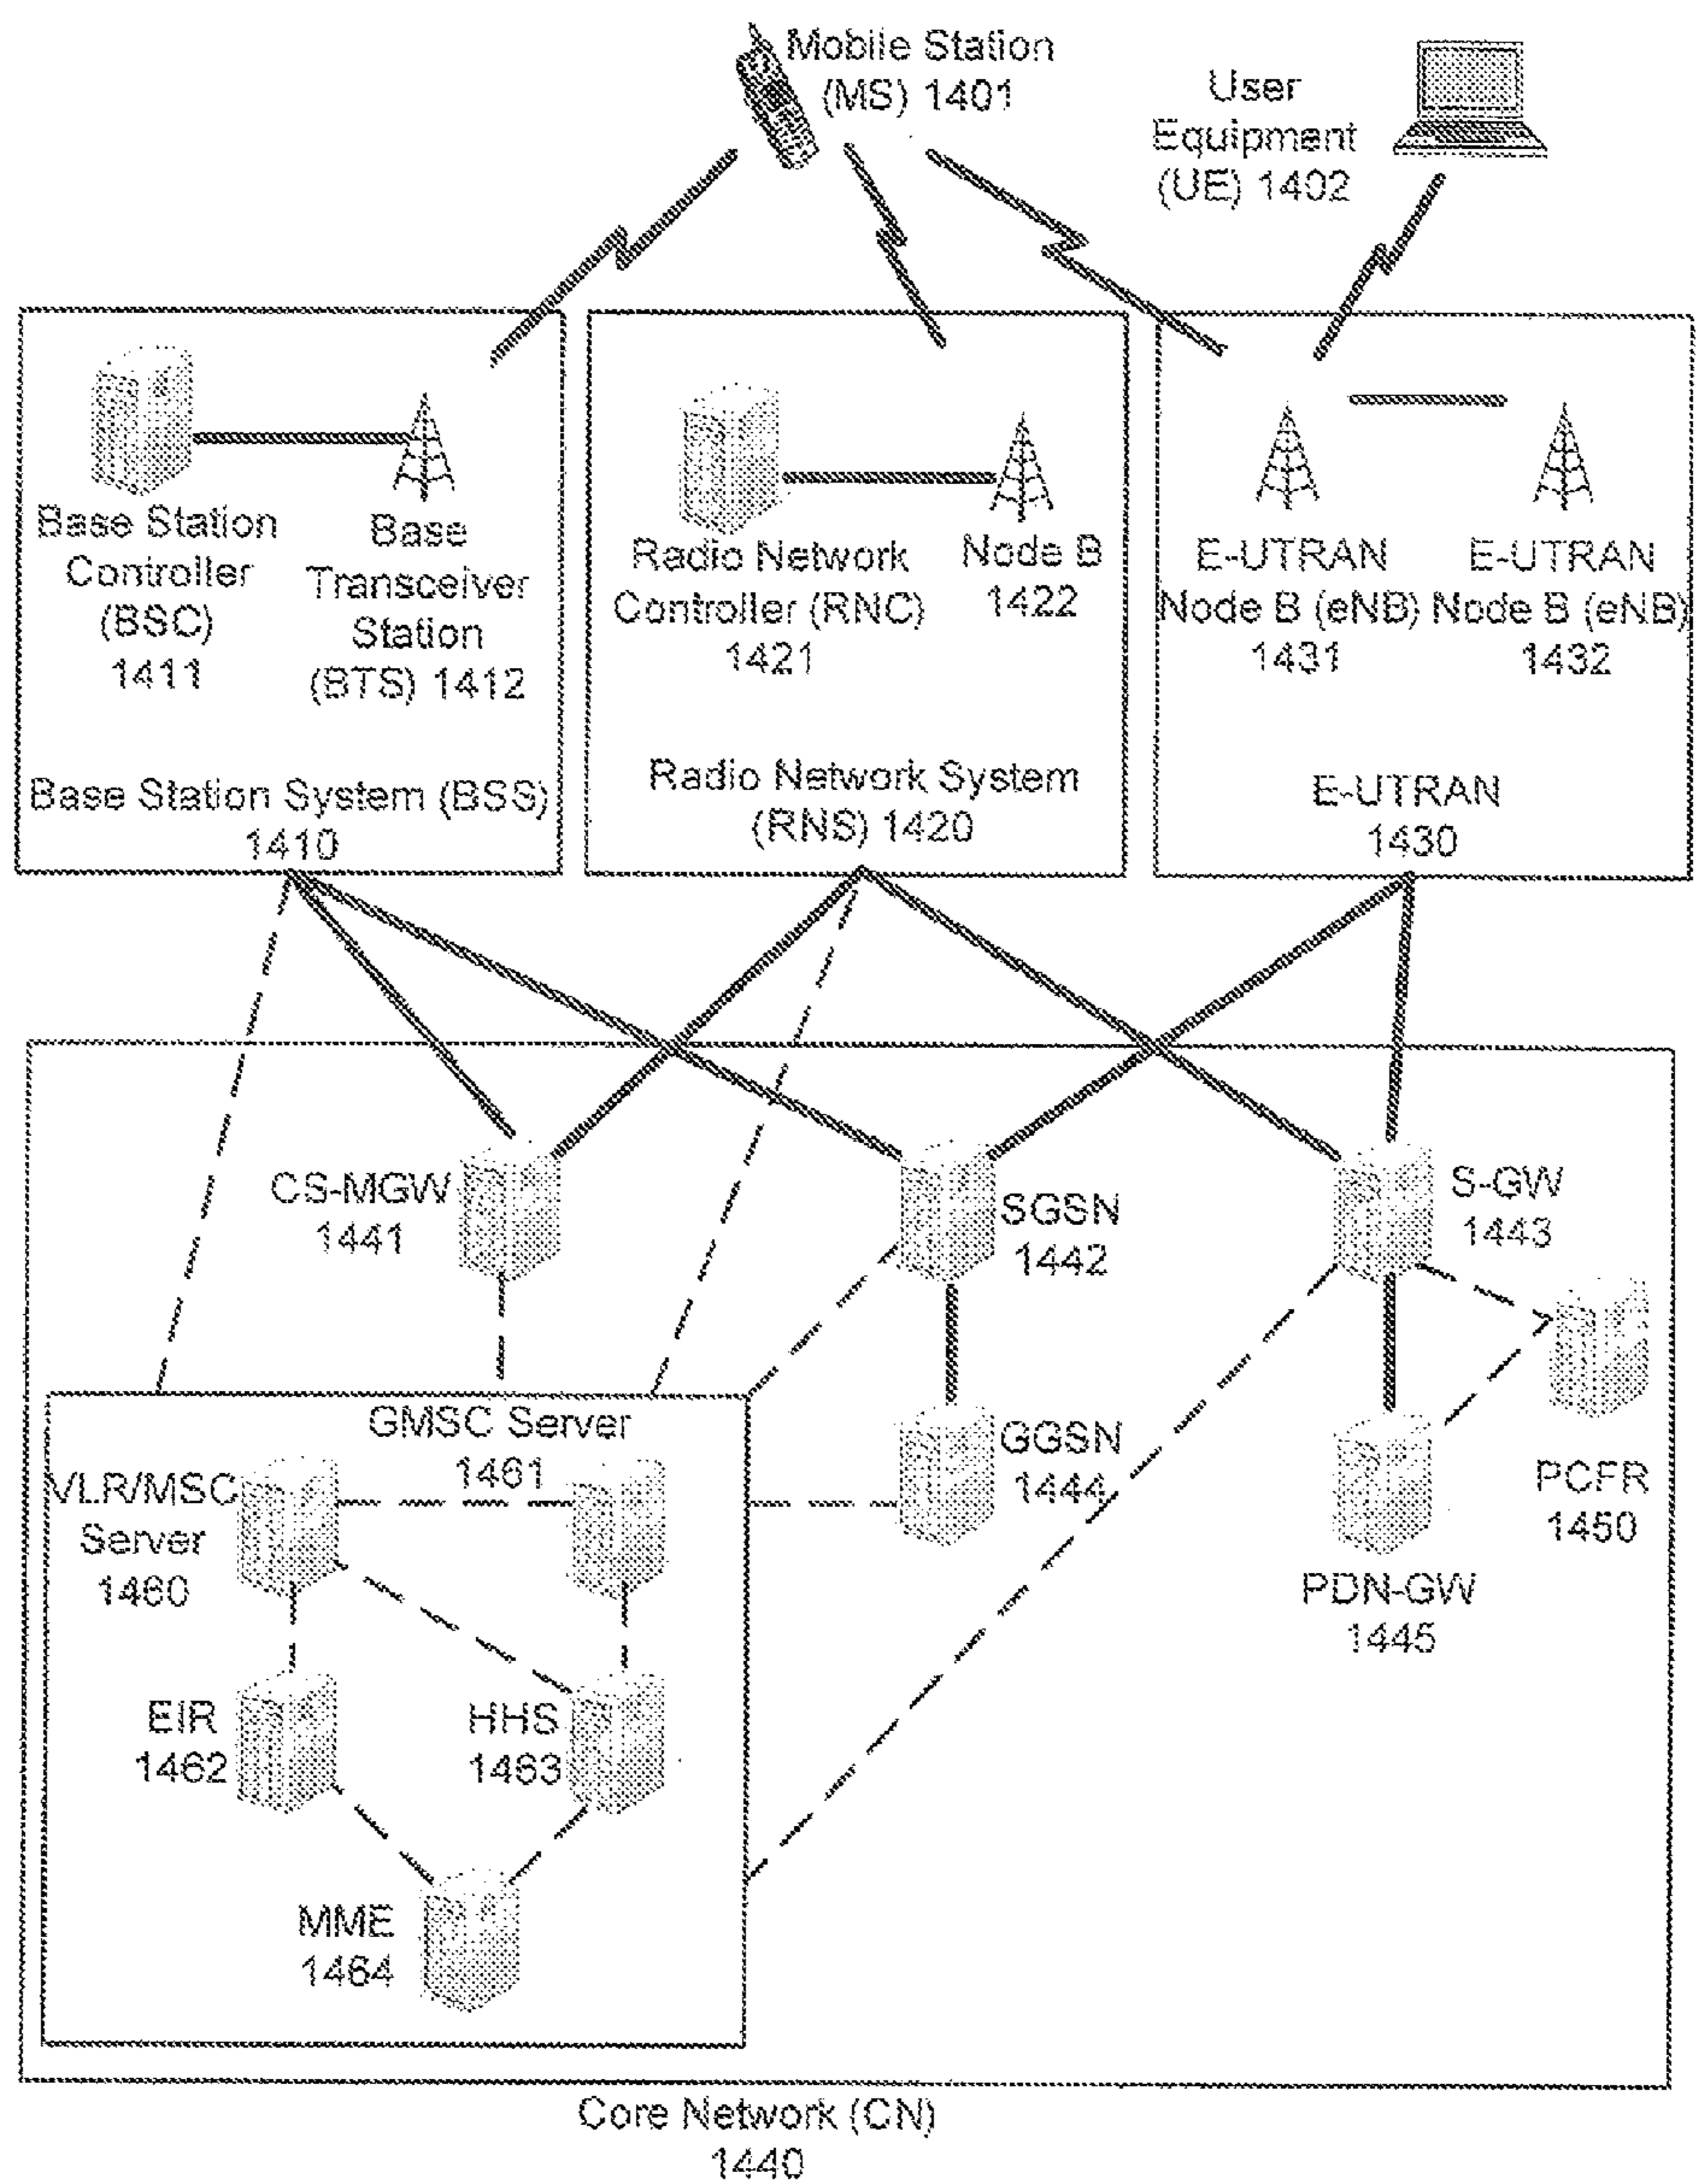 Mobile Station
(MS) 1401
User
Equipment
(UE) 1402
Base Station
Controller
(BSC)
1411
Base
Transceiver
Station
(BTS) 1412
Base Station System (BSS)
1410
Radio Network
Controller (RNC)
1421
Node B
1422
Radio Network System
(RNS) 1420
E-UTRAN
Node B (eNB)
1431
E-UTRAN
Node B (eNB)
1432
E-UTRAN
1430
CS-MGW
1441
SGSN
1442
S-GW
1443
GMSC Server
1461
VLR/MSC
Server
1460
GGSN
1444
PCFR
1450
PDN-GW
1445
EIR
1462
HHS
1463
MME
1464
Core Network (CN)
1440